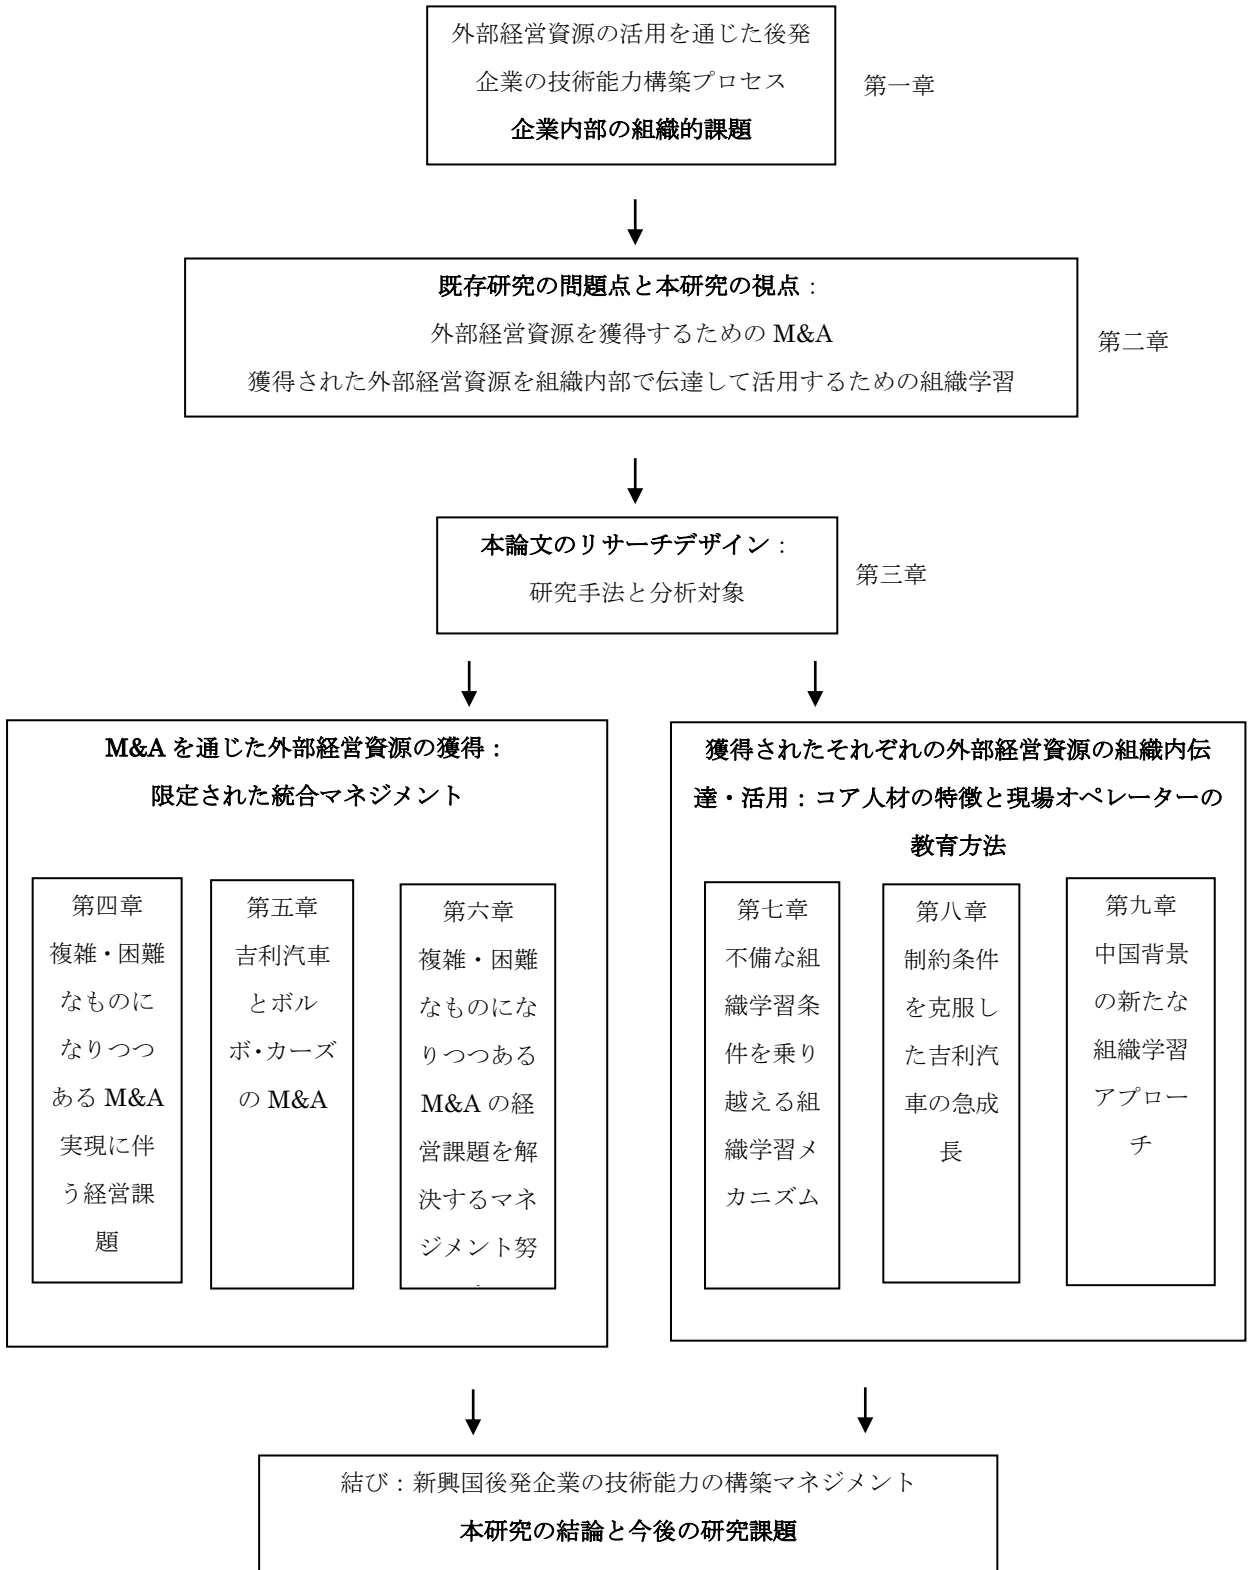 外部経営資源の活用を通じた後発
企業の技術能力構築プロセス
企業内部の組織的課題
第一章
既存研究の問題点と本研究の視点：
外部経営資源を獲得するための M&A
獲得された外部経営資源を組織内部で伝達して活用するための組織学習
第二章
本論文のリサーチデザイン：
研究手法と分析対象
第三章
M&A を通じた外部経営資源の獲得：
限定された統合マネジメント
第四章
複雑・困難
なものに
なりつつ
ある M&A
実現に伴
う経営課
題
第五章
吉利汽車
とボル
ボ・カーズ
の M&A
第六章
複雑・困難
なものにな
りつつある
M&A の経
営課題を解
決するマネ
ジメント努
獲得されたそれぞれの外部経営資源の組織内伝
達・活用：コア人材の特徴と現場オペレーターの
教育方法
第七章
不備な組
織学習条
件を乗り
越える組
織学習メ
カニズム
第八章
制約条件
を克服し
た吉利汽
車の急成
長
第九章
中国背景
の新たな
組織学習
アプロー
チ
結び：新興国後発企業の技術能力の構築マネジメント
本研究の結論と今後の研究課題